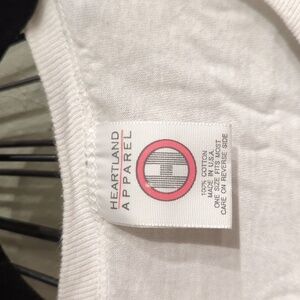 HEARTLAND
APPAREL
100% COTTON
MADE IN U.S.A.
ONE SIZE FITS MOST
CARE ON REVERSE SIDE